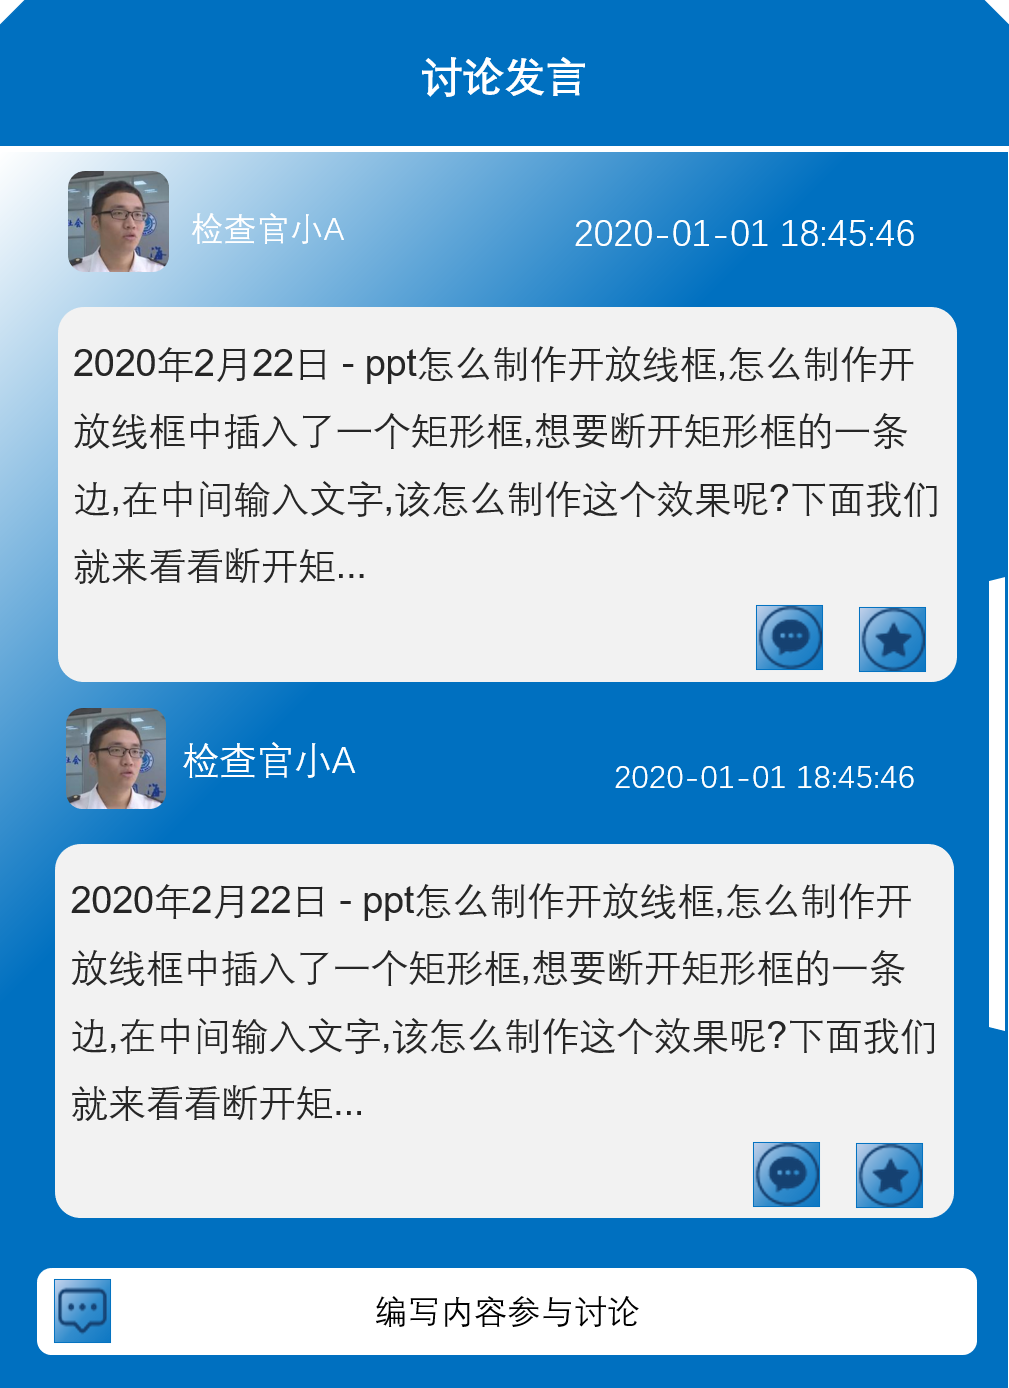 讨论发言
检查官小A
2020-01-01 18:45:46
2020年2月22日 - ppt怎么制作开放线框,怎么制作开
放线框中插入了一个矩形框,想要断开矩形框的一条
边,在中间输入文字,该怎么制作这个效果呢?下面我们
就来看看断开矩...
检查官小A
2020-01-01 18:45:46
2020年2月22日 - ppt怎么制作开放线框,怎么制作开
放线框中插入了一个矩形框,想要断开矩形框的一条
边,在中间输入文字,该怎么制作这个效果呢?下面我们
就来看看断开矩...
编写内容参与讨论